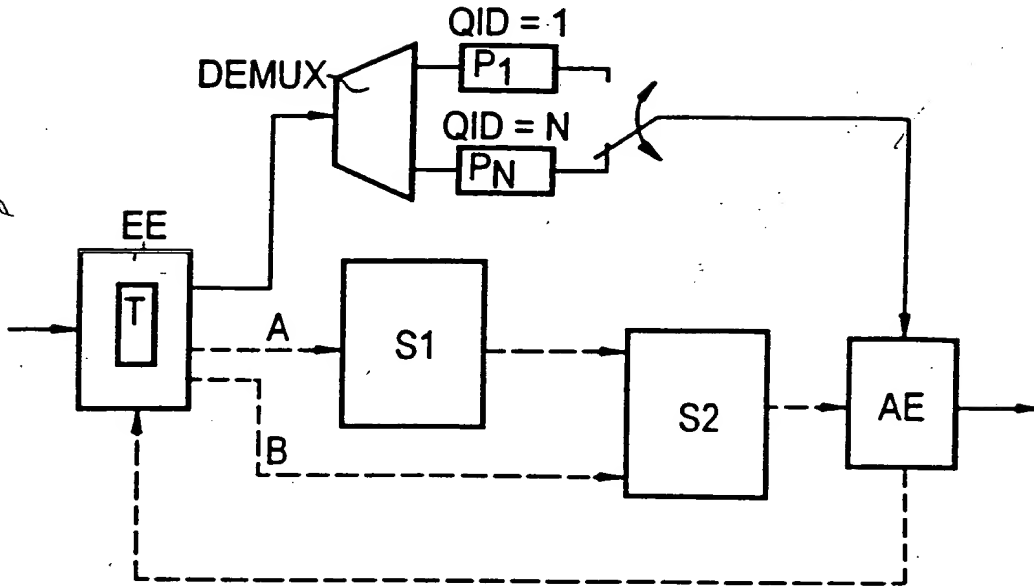 QID = 1
DEMUX
P1
QID = N
PN
EE
T
A
S1
S2
AE
B